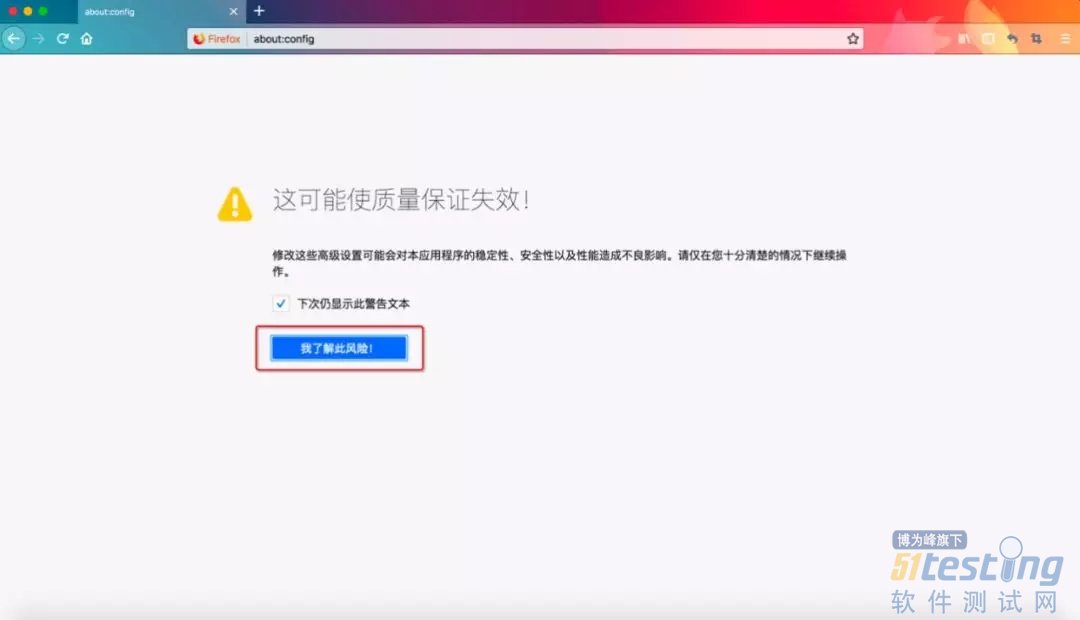 about:config
Firefox about:config
这可能使质量保证失效!
修改这些高级设置可能会对本应用程序的稳定性、安全性以及性能造成不良影响。请仅在您十分清楚的情况下继续操
作。
下次仍显示此警告文本
我了解此风险!
博为峰旗下
51testing
软件测试网